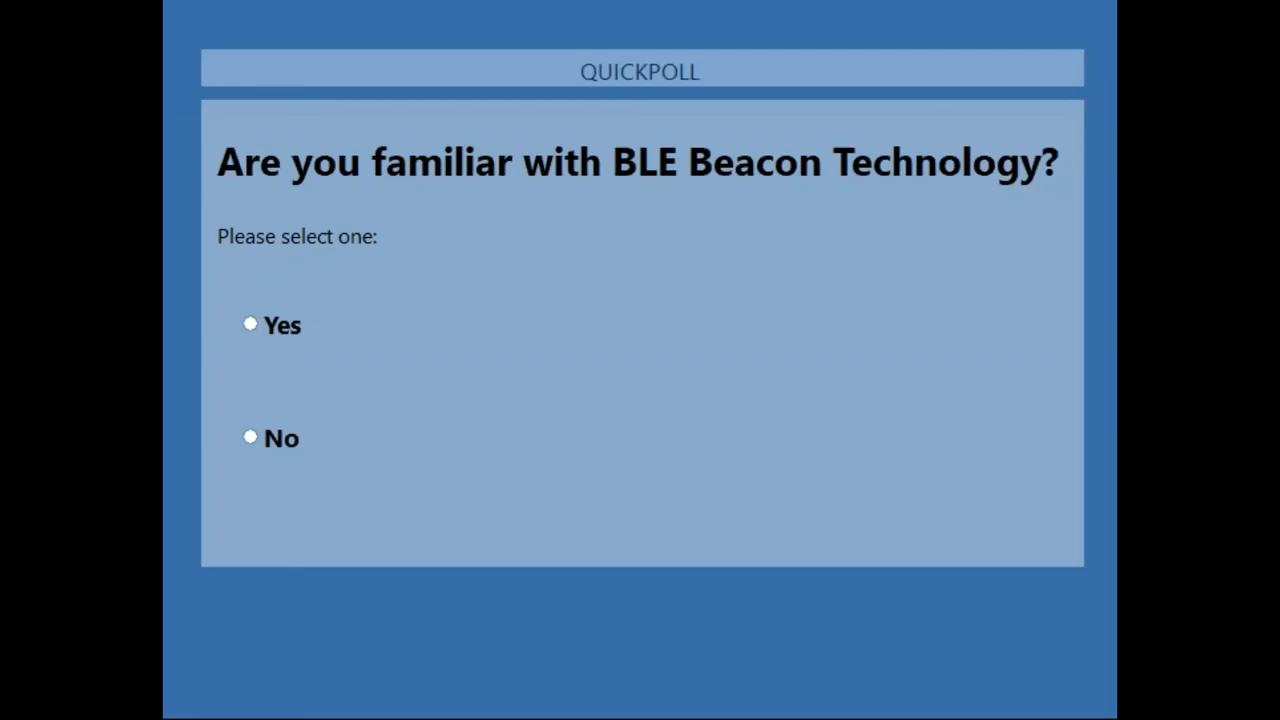 QUICKPOLL
Are you familiar with BLE Beacon Technology?
Please select one:
Yes
No